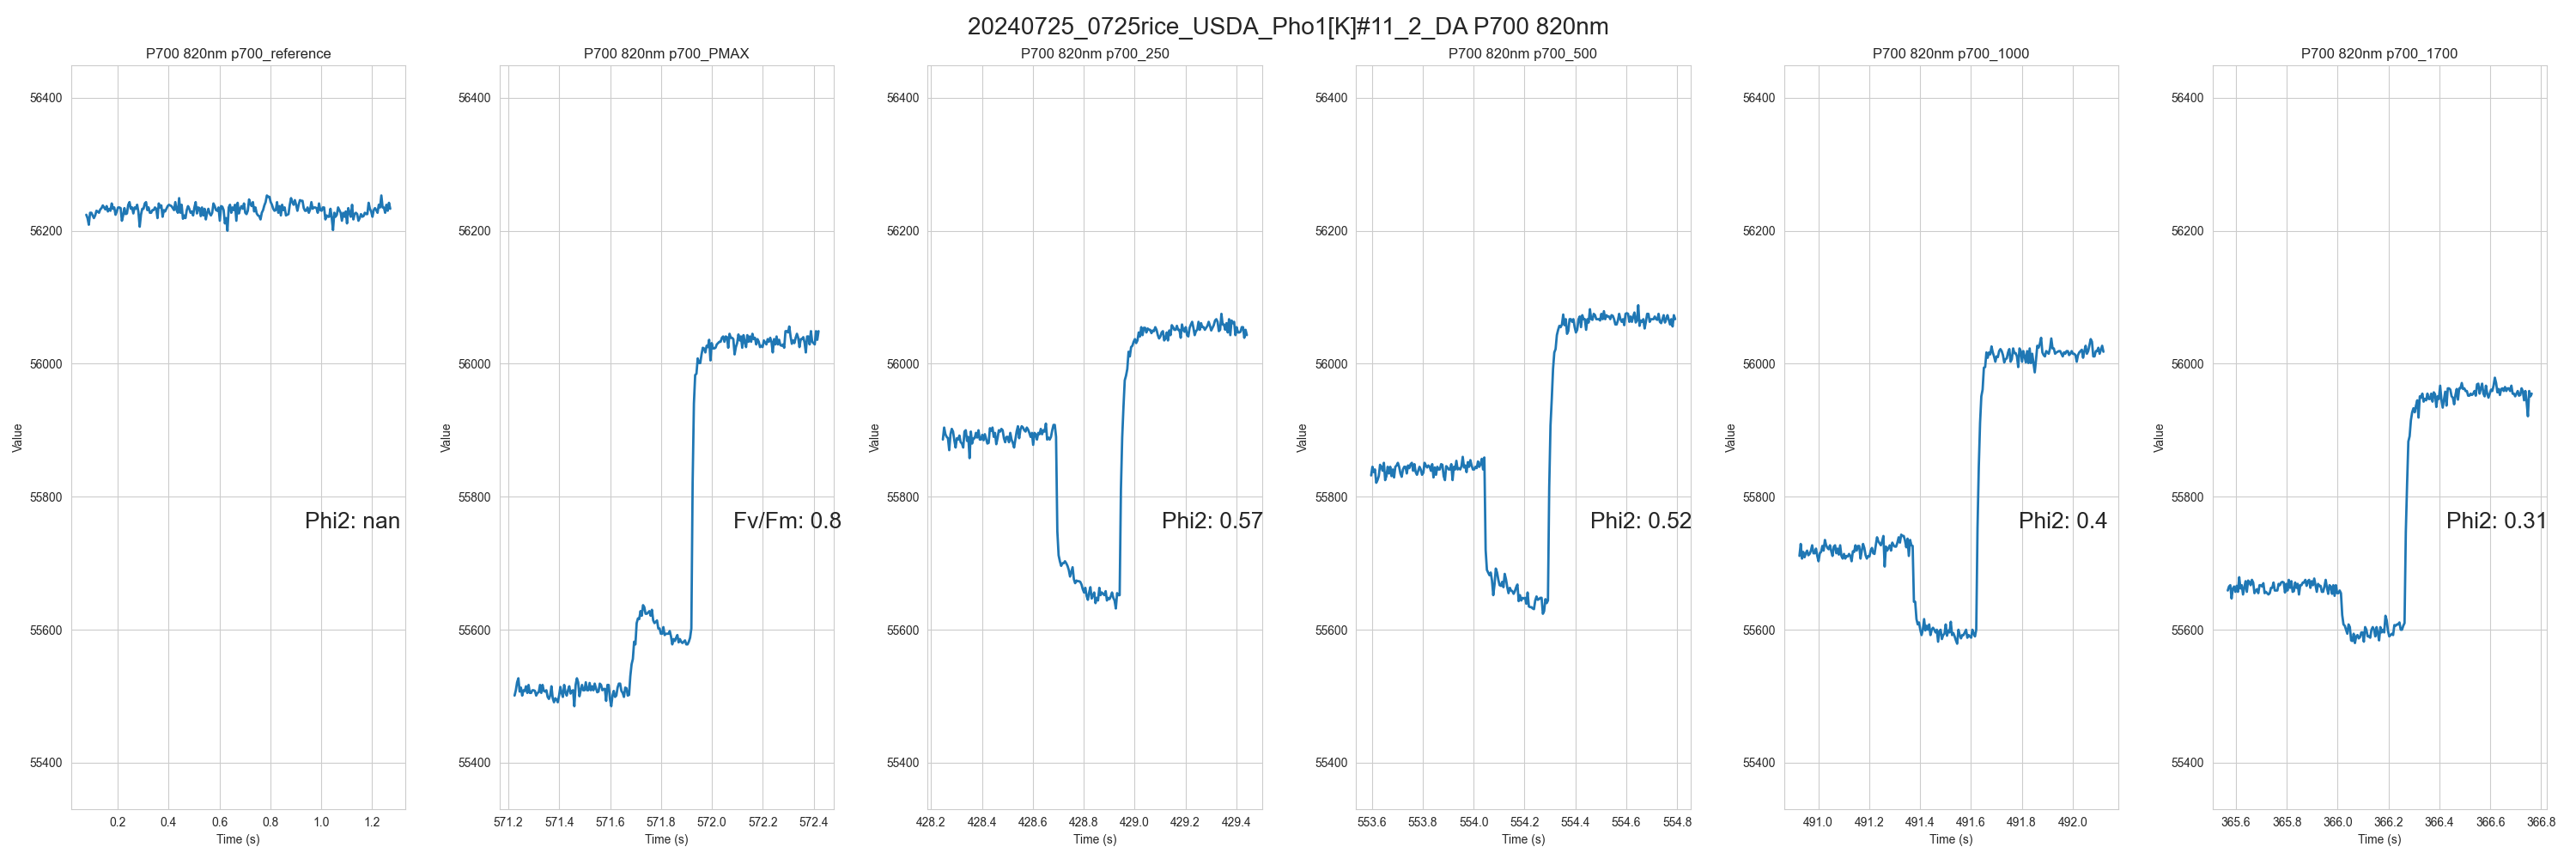 20240725_0725rice_USDA_Pho1[K]#11_2_DA P700 820nm
P700 820nm p700_reference
56400
56200
56000
55800
55600
55400
Value
Phi2: nan
0.2 0.4 0.6 0.8 1.0 1.2
Time (s)
P700 820nm p700_PMAX
56400
56200
56000
55800
55600
55400
Value
Fv/Fm: 0.8
571.2 571.4 571.6 571.8 572.0 572.2 572.4
Time (s)
P700 820nm p700_250
56400
56200
56000
55800
55600
55400
Value
Phi2: 0.57
428.2 428.4 428.6 428.8 429.0 429.2 429.4
Time (s)
P700 820nm p700_500
56400
56200
56000
55800
55600
55400
Value
Phi2: 0.52
553.6 553.8 554.0 554.2 554.4 554.6 554.8
Time (s)
P700 820nm p700_1000
56400
56200
56000
55800
55600
55400
Value
Phi2: 0.4
491.0 491.2 491.4 491.6 491.8 492.0
Time (s)
P700 820nm p700_1700
56400
56200
56000
55800
55600
55400
Value
Phi2: 0.31
365.6 365.8 366.0 366.2 366.4 366.6 366.8
Time (s)